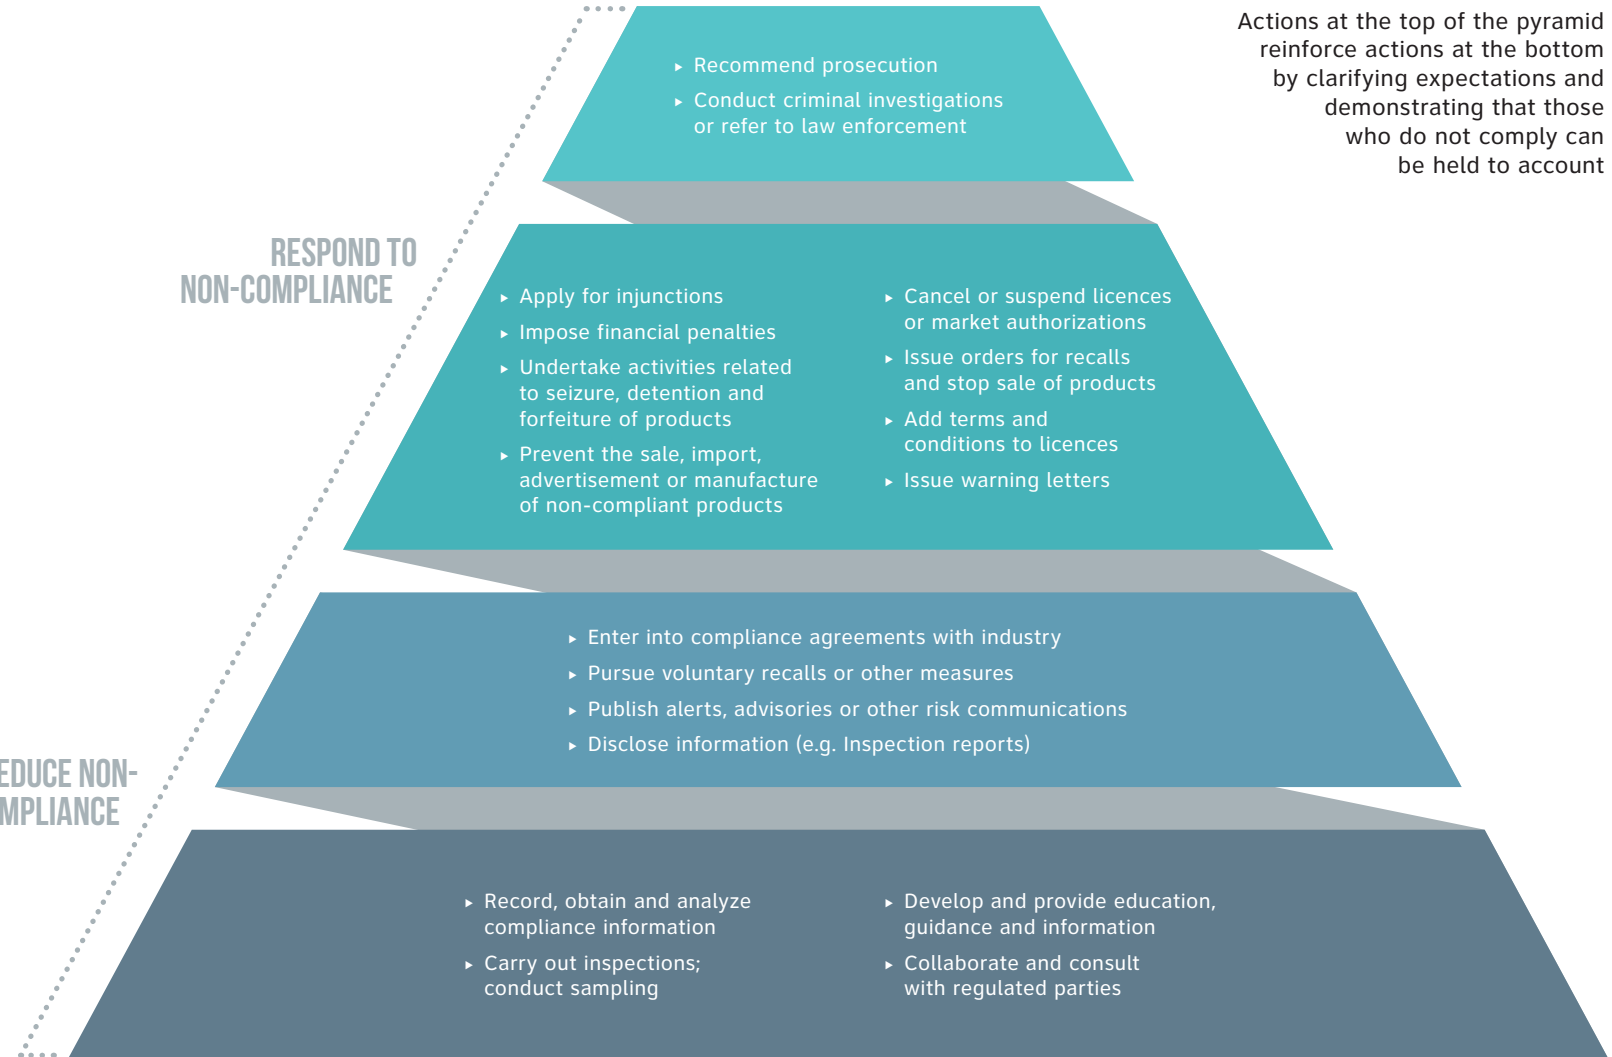 Actions at the top of the pyramid
reinforce actions at the bottom
by clarifying expectations and
demonstrating that those
who do not comply can
be held to account
▸ Recommend prosecution
▸ Conduct criminal investigations
or refer to law enforcement
RESPOND TO
NON-COMPLIANCE
▸ Apply for injunctions
▸ Impose financial penalties
▸ Undertake activities related
to seizure, detention and
forfeiture of products
▸ Prevent the sale, import,
advertisement or manufacture
of non-compliant products
▸ Cancel or suspend licences
or market authorizations
▸ Issue orders for recalls
and stop sale of products
▸ Add terms and
conditions to licences
▸ Issue warning letters
▸ Enter into compliance agreements with industry
▸ Pursue voluntary recalls or other measures
▸ Publish alerts, advisories or other risk communications
▸ Disclose information (e.g. Inspection reports)
EDUCE NON-
MPLIANCE
▸ Record, obtain and analyze
compliance information
▸ Carry out inspections;
conduct sampling
▸ Develop and provide education,
guidance and information
▸ Collaborate and consult
with regulated parties